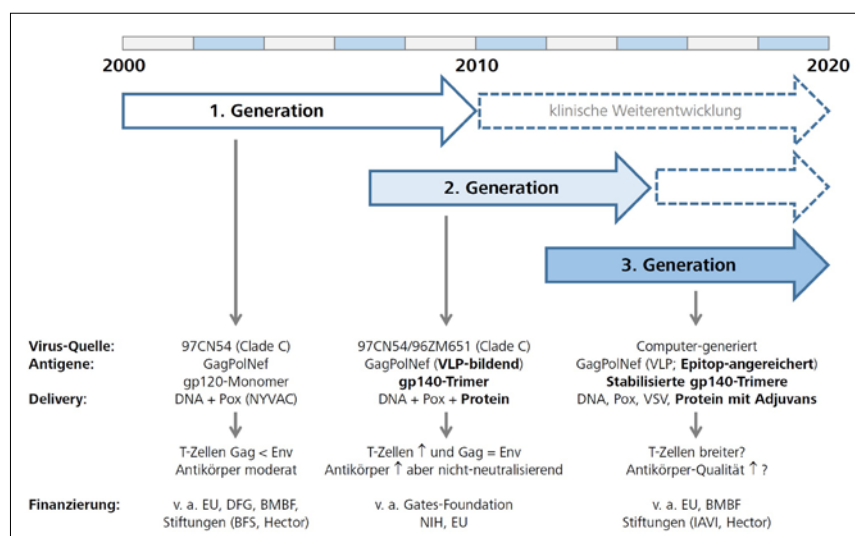 2000 2010 2020
1. Generation klinische Weiterentwicklung
2. Generation
3. Generation
Virus-Quelle: 97CN54 (Clade C) 97CN54/96ZM651 (Clade C) Computer-generiert
Antigene: GagPolNef GagPolNef (VLP-bildend) GagPolNef (VLP; Epitop-angereichert)
gp120-Monomer gp140-Trimer Stabilisierte gp140-Trimere
Delivery: DNA + Pox (NYVAC) DNA + Pox + Protein DNA, Pox, VSV, Protein mit Adjuvans
T-Zellen Gag < Env T-Zellen ↑ und Gag = Env T-Zellen breiter?
Antikörper moderat Antikörper ↑ aber nicht-neutralisierend Antikörper-Qualität ↑ ?
Finanzierung: v. a. EU, DFG, BMBF, v. a. Gates-Foundation v. a. EU, BMBF
Stiftungen (BFS, Hector) NIH, EU Stiftungen (IAVI, Hector)